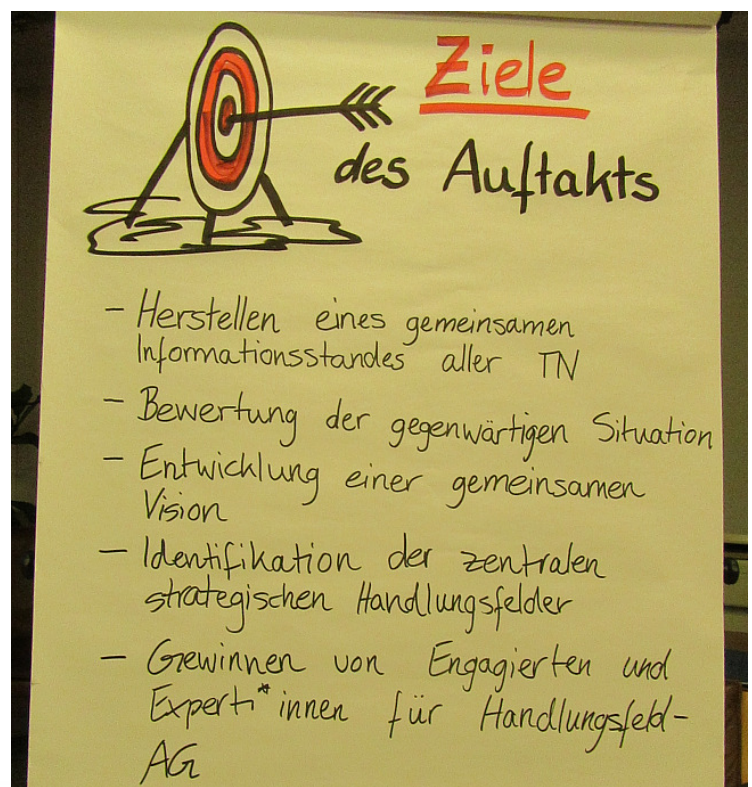 Ziele
des Auftakts
- Herstellen eines gemeinsamen
Informationsstandes aller TN
- Bewertung der gegenwärtigen Situation
- Entwicklung einer gemeinsamen
Vision
- Identifikation der zentralen
strategischen Handlungsfelder
- Gewinnen von Engagierten und
Experti*innen für Handlungsfeld-
AG